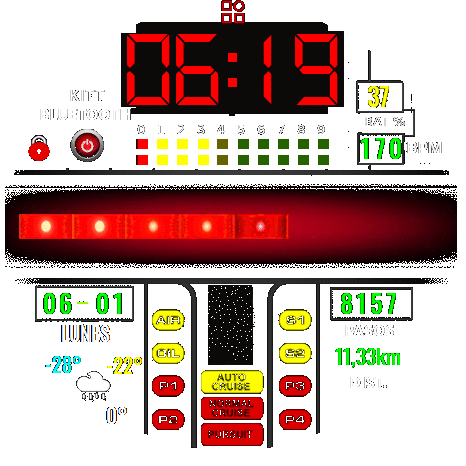 06:19
KITT
BLUETOOTH
37
BAT %
0 1 2 3 4 5 6 7 8 9
170 BPM
06-01
LUNES
-28° -22°
0°
AIR
OIL
P1
P2
AUTO
CRUISE
NORMAL
CRUISE
PURSUIT
S1
S2
P3
P4
8157
PASOS
11,33km
DIST.